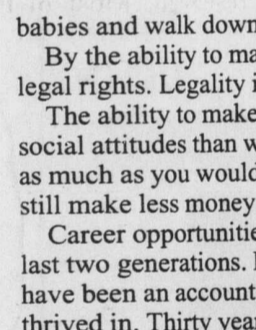 babies and walk down
By the ability to ma
legal rights. Legality i
The ability to make
social attitudes than w
as much as you would
still make less money
Career opportunitie
last two generations.
have been an account
thrived in. Thirty yea